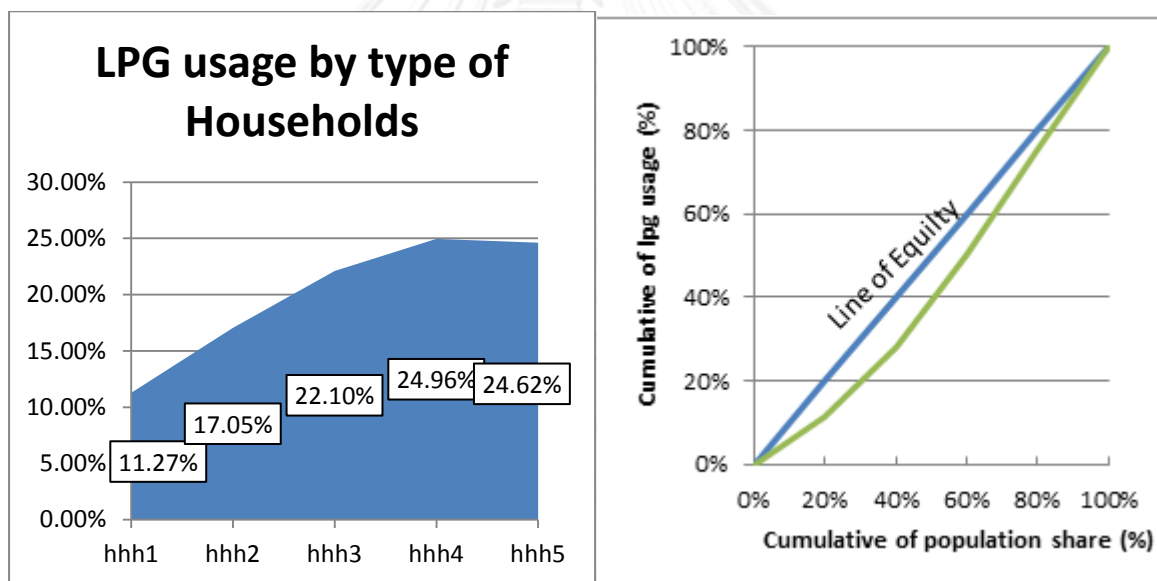 LPG usage by type of
Households
30.00%
25.00%
20.00%
15.00%
10.00%
5.00%
0.00%
11.27%
17.05%
22.10%
24.96%
24.62%
hhh1 hhh2 hhh3 hhh4 hhh5
Cumulative of lpg usage (%)
100%
80%
60%
40%
20%
0%
Line of Equilty
0% 20% 40% 60% 80% 100%
Cumulative of population share (%)